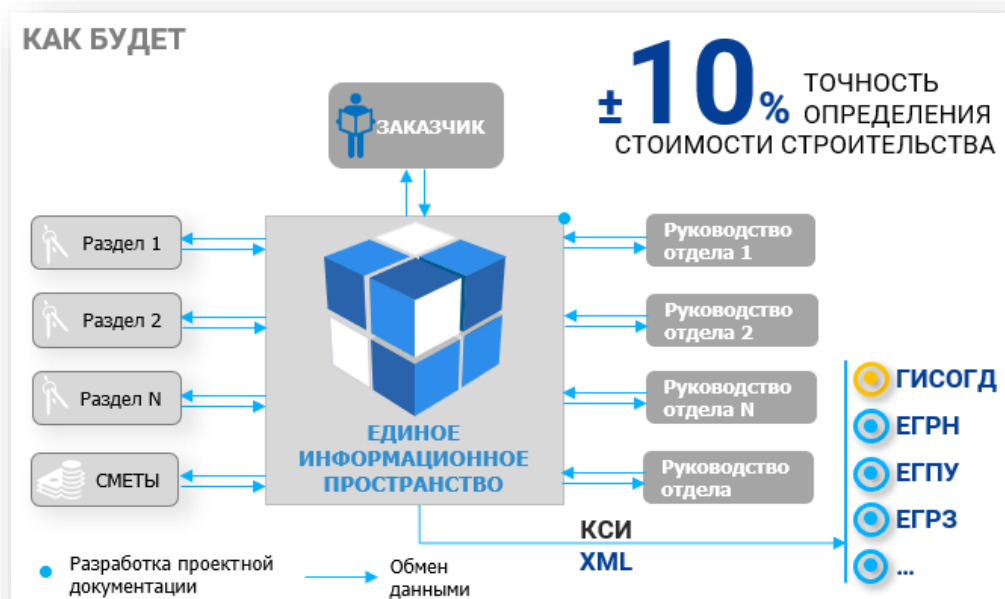 КАК БУДЕТ
±10%
ТОЧНОСТЬ
ОПРЕДЕЛЕНИЯ
СТОИМОСТИ СТРОИТЕЛЬСТВА
ЗАКАЗЧИК
Раздел 1
Раздел 2
Раздел N
СМЕТЫ
ЕДИНОЕ
ИНФОРМАЦИОННОЕ
ПРОСТРАНСТВО
Руководство
отдела 1
Руководство
отдела 2
Руководство
отдела N
Руководство
отдела
КСИ
XML
ГИСОГД
ЕГРН
ЕГПУ
ЕГРЗ
...
Разработка проектной
документации
Обмен
данными